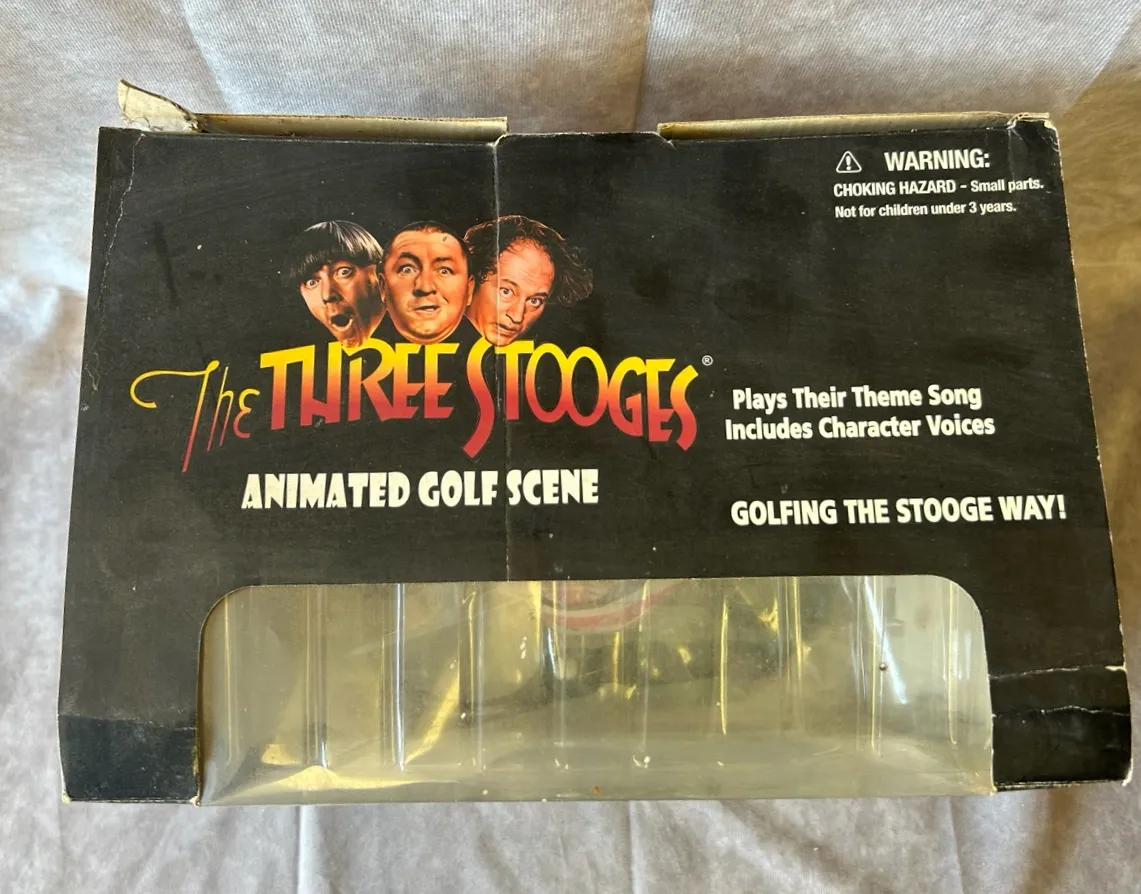 WARNING:
CHOKING HAZARD - Small parts.
Not for children under 3 years.
The THREE STOOGES®
ANIMATED GOLF SCENE
Plays Their Theme Song
Includes Character Voices
GOLFING THE STOOGE WAY!